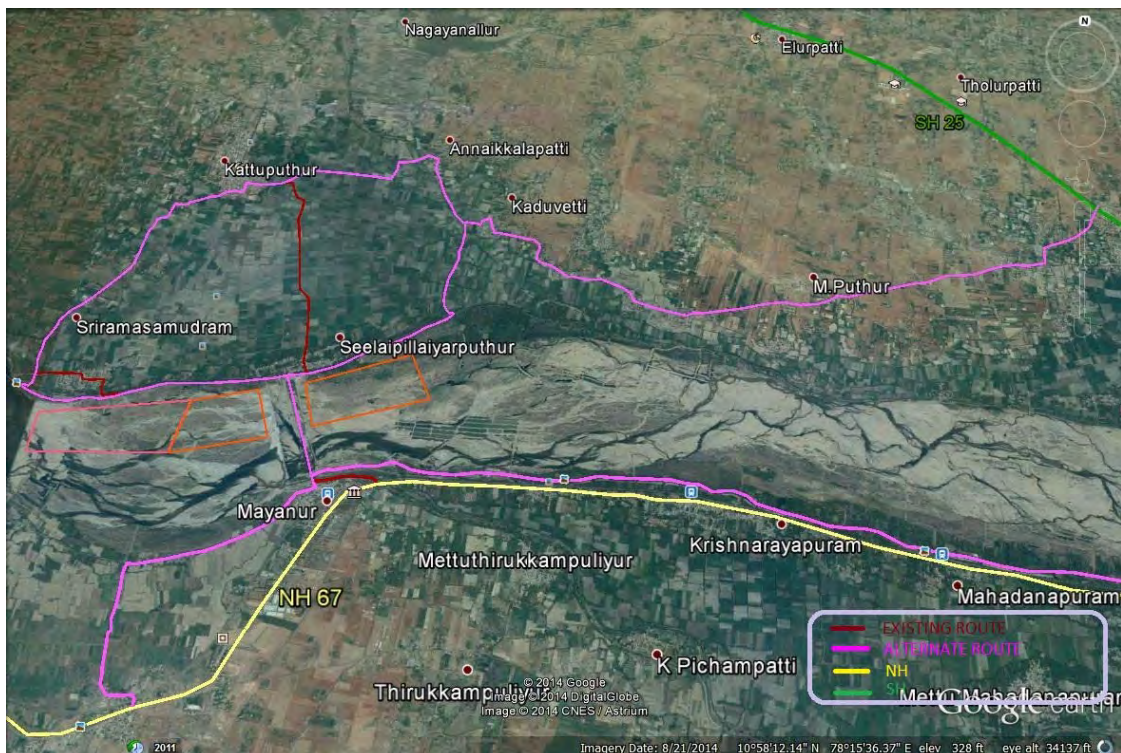 Nagayanallur
Elurpatti
Tholurpatti
SH 25
Annaikkalapatti
Kattuputhur
Kaduvetti
M.Puthur
Sriramasamudram
Seelaipillaiyarputhur
Mayanur
Krishnarayapuram
Mettuthirukkampuliyur
NH 67
Mahadanapuram
K Pichampatti
Thirukkampuliyur
EXISTING ROUTE
ALTERNATE ROUTE
NH
Mettu Mahadanapuram
© 2014 Google
Image © 2014 DigitalGlobe
Image © 2014 CNES / Astrium
Google earth
N
2011
Imagery Date: 8/21/2014 10°58'12.14" N 78°15'36.37" E elev 328 ft eye alt 34137 ft